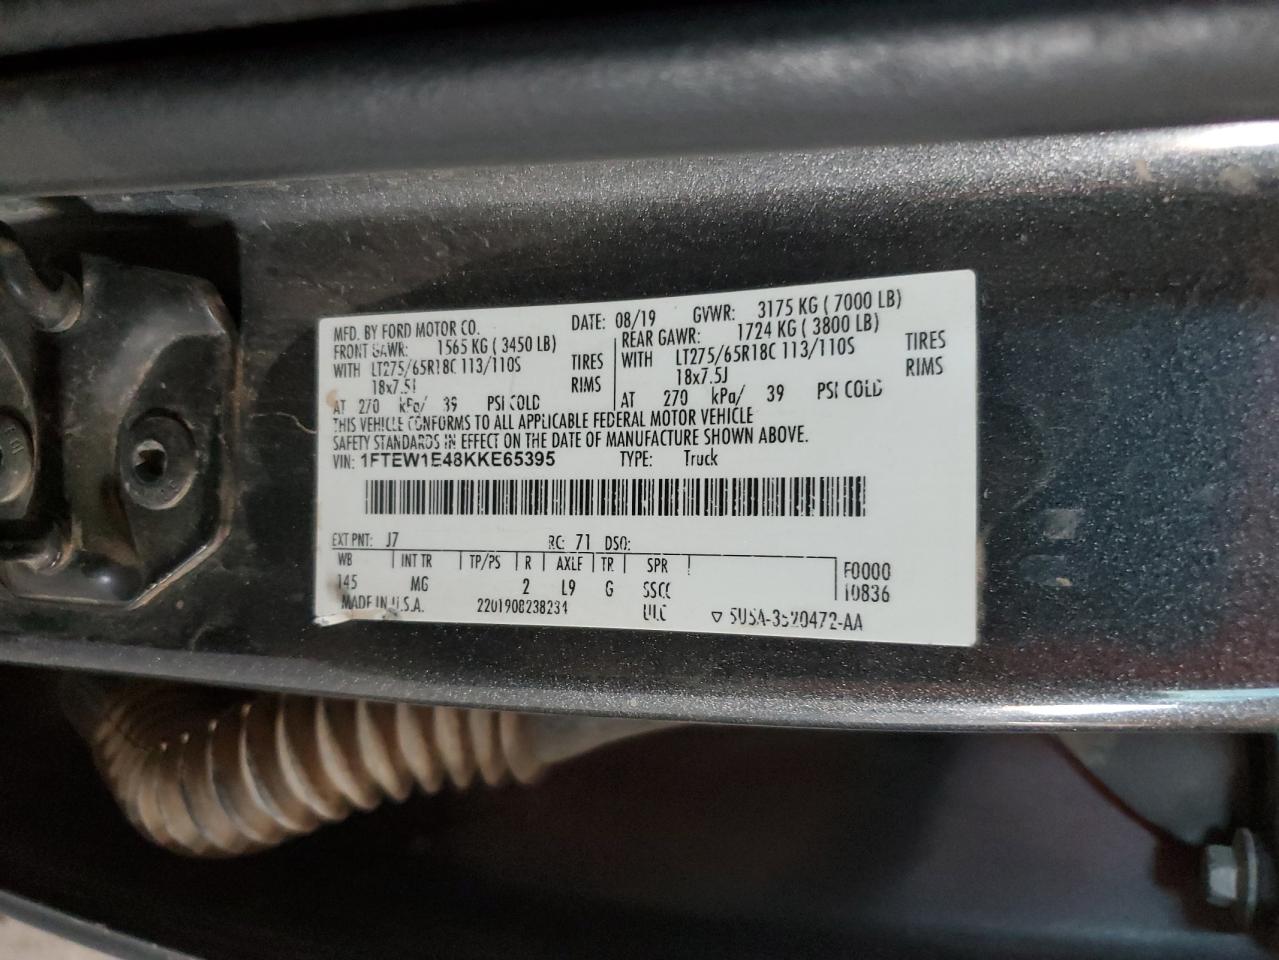 MFD. BY FORD MOTOR CO.
DATE: 08/19 GVWR: 3175 KG ( 7000 LB)
FRONT GAWR: 1565 KG ( 3450 LB)
REAR GAWR: 1724 KG ( 3800 LB)
WITH LT275/65R18C 113/110S TIRES
WITH LT275/65R18C 113/110S TIRES
18x7.5J RIMS
18x7.5J RIMS
AT 270 kPa/ 39 PSI COLD
AT 270 kPa/ 39 PSI COLD
THIS VEHICLE CONFORMS TO ALL APPLICABLE FEDERAL MOTOR VEHICLE
SAFETY STANDARDS IN EFFECT ON THE DATE OF MANUFACTURE SHOWN ABOVE.
VIN: 1FTEW1E48KKE65395 TYPE: Truck
EXT PNT: J7 RC: 71 DSO:
WB INT TR TP/PS R AXLE TR SPR
F0000
145 MG 2 L9 G SSCC
10836
MADE IN U.S.A. 2201908238234